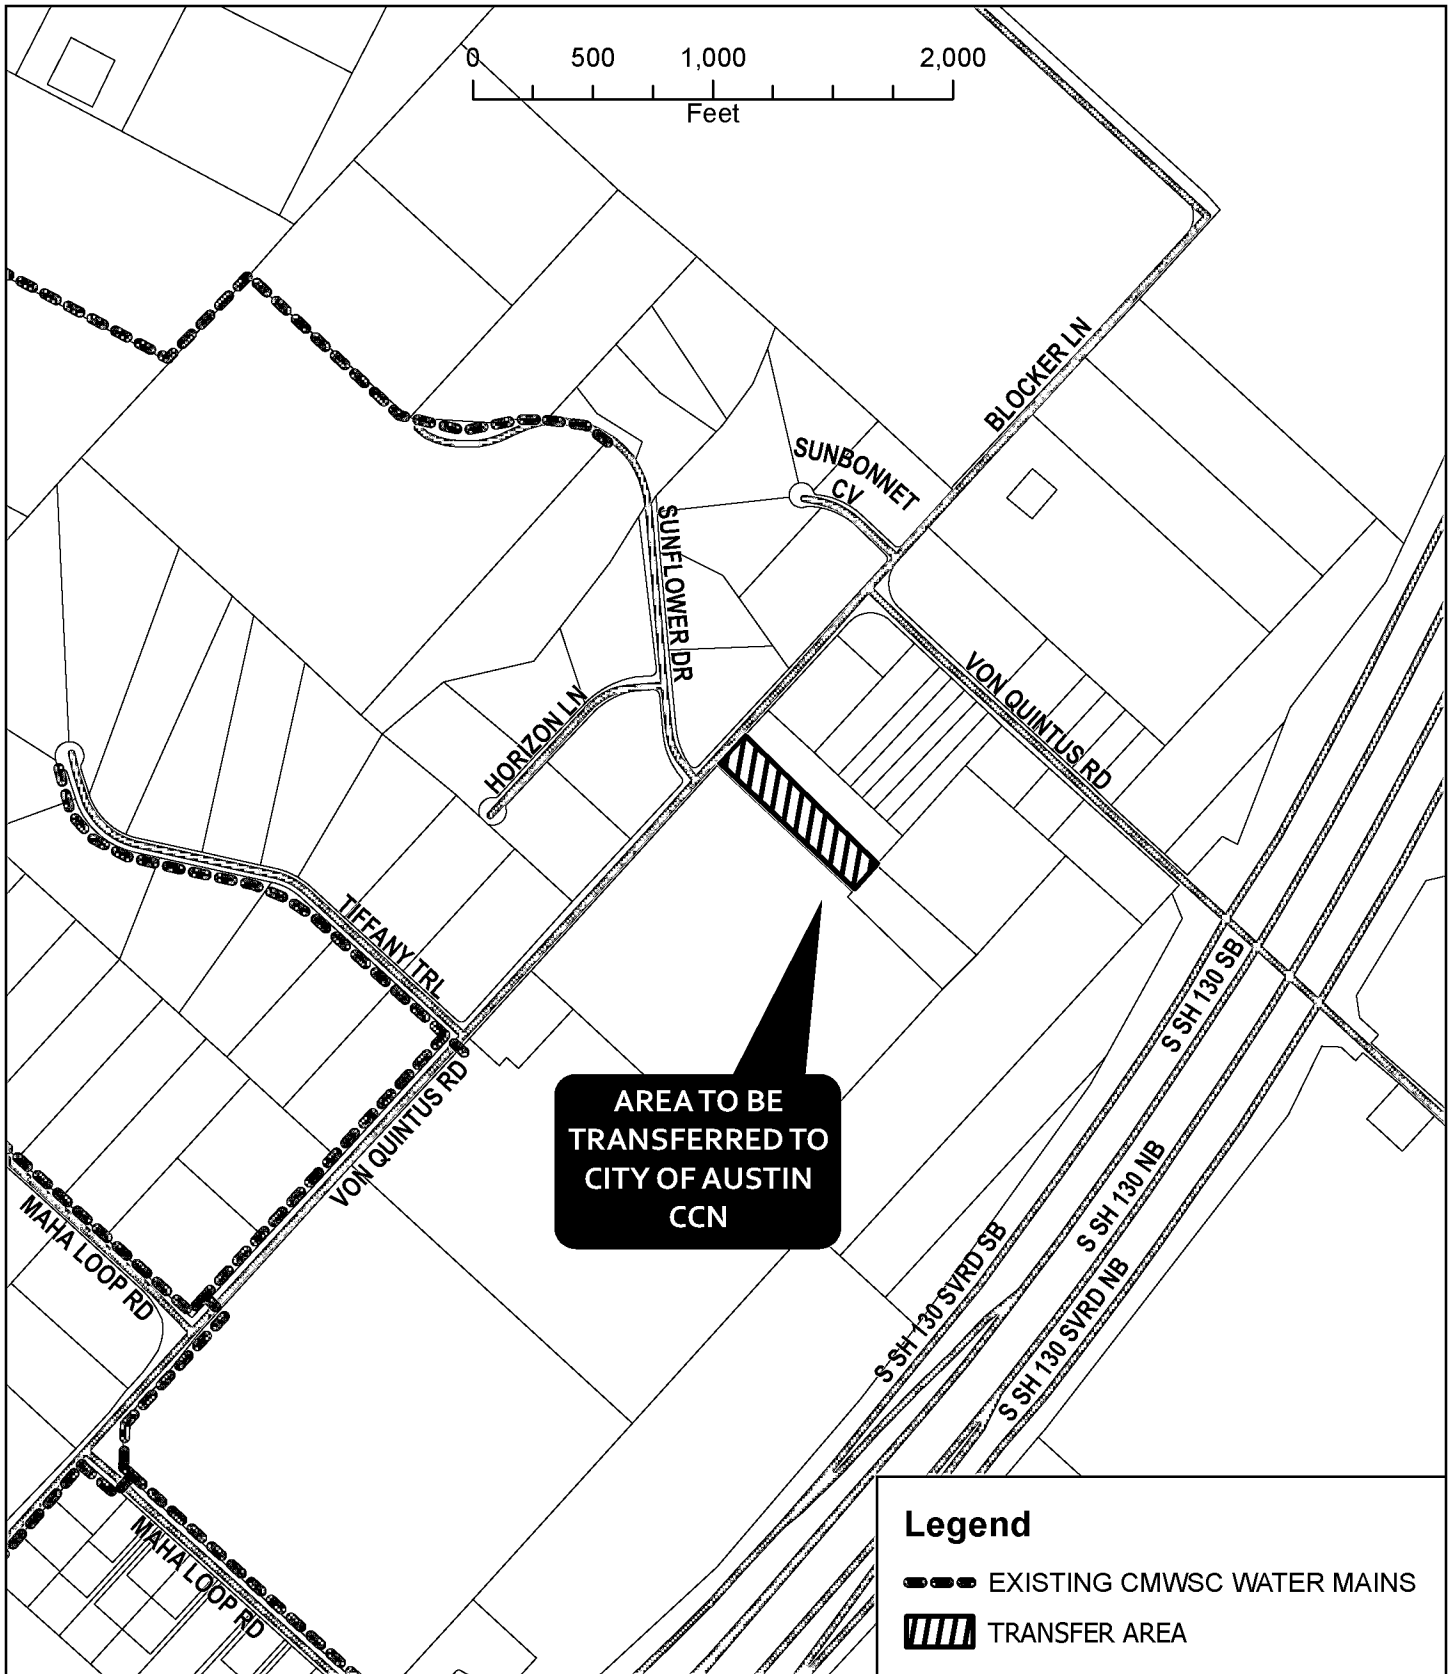 0 500 1,000 2,000
Feet
BLOCKER LN
SUNBONNET
CV
SUNFLOWER DR
VON QUINTUS RD
HORIZON LN
TIFFANY TRL
S SH 130 SB
VON QUINTUS RD
AREA TO BE
TRANSFERRED TO
CITY OF AUSTIN
CCN
S SH 130 NB
MAHA LOOP RD
S SH 130 SVRD SB
S SH 130 SVRD NB
MAHA LOOP RD
Legend
EXISTING CMWSC WATER MAINS
TRANSFER AREA